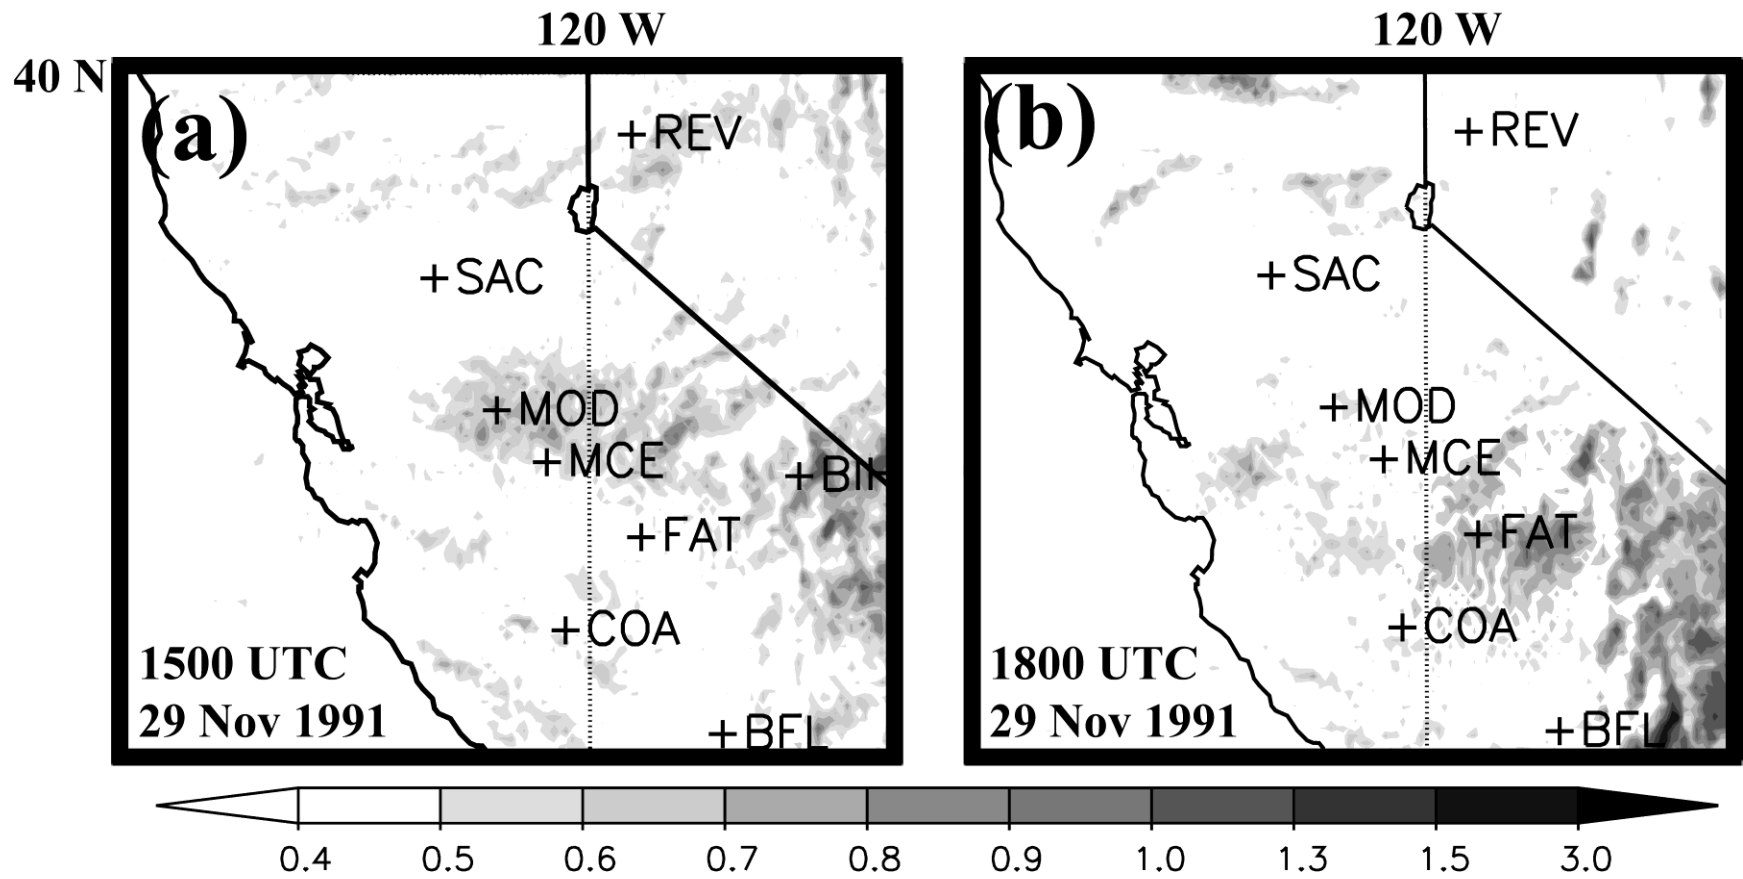 120 W
120 W
40 N
(a)
+REV
+SAC
+MOD
+MCE
+BIH
+FAT
+COA
+BFL
1500 UTC
29 Nov 1991
(b)
+REV
+SAC
+MOD
+MCE
+FAT
+COA
+BFL
1800 UTC
29 Nov 1991
0.4 0.5 0.6 0.7 0.8 0.9 1.0 1.3 1.5 3.0